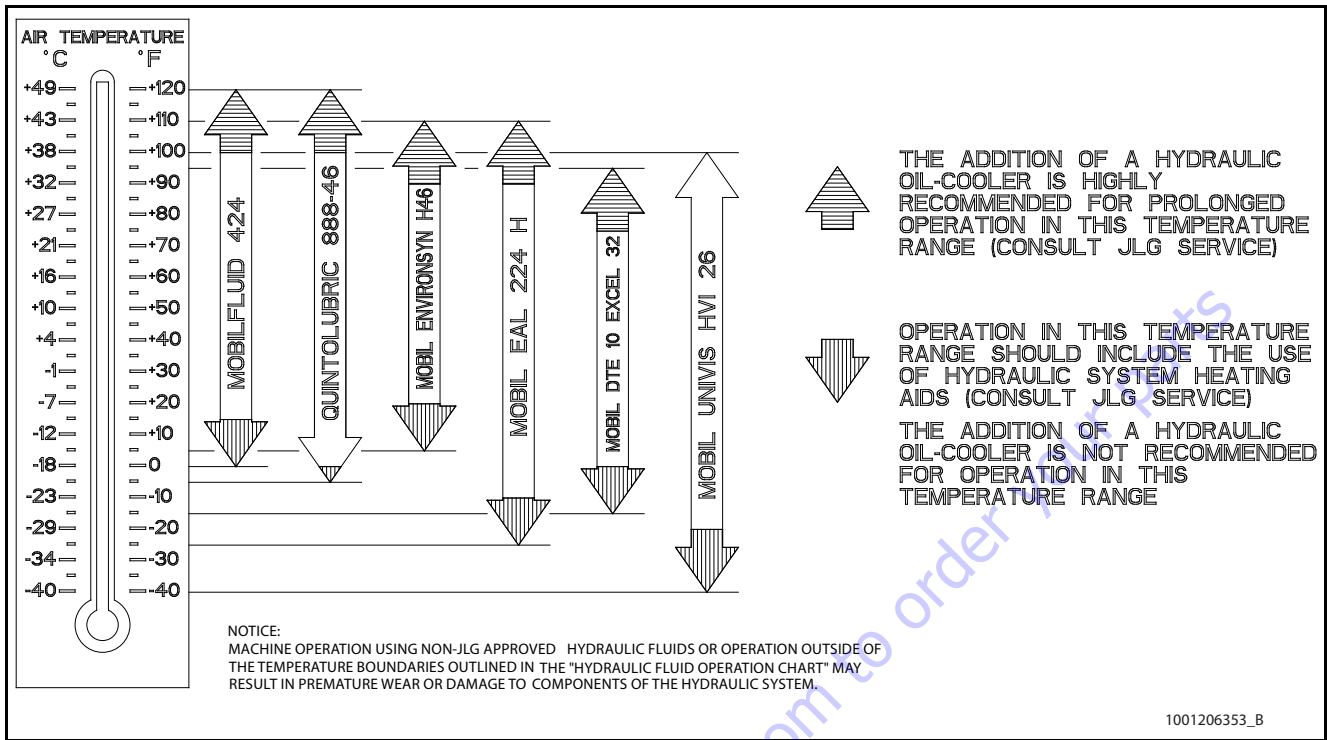 AIR TEMPERATURE
°C °F
+49 +120
+43 +110
+38 +100
+32 +90
+27 +80
+21 +70
+16 +60
+10 +50
+4 +40
-1 +30
-7 +20
-12 +10
-18 0
-23 -10
-29 -20
-34 -30
-40 -40
MOBILFLUID 424
QUINTOLUBRIC 888-46
MOBIL ENVIRONSYN H46
MOBIL EAL 224 H
MOBIL DTE 10 EXCEL 32
MOBIL UNIVIS HVI 26
THE ADDITION OF A HYDRAULIC
OIL-COOLER IS HIGHLY
RECOMMENDED FOR PROLONGED
OPERATION IN THIS TEMPERATURE
RANGE (CONSULT JLG SERVICE)
OPERATION IN THIS TEMPERATURE
RANGE SHOULD INCLUDE THE USE
OF HYDRAULIC SYSTEM HEATING
AIDS (CONSULT JLG SERVICE)
THE ADDITION OF A HYDRAULIC
OIL-COOLER IS NOT RECOMMENDED
FOR OPERATION IN THIS
TEMPERATURE RANGE
NOTICE:
MACHINE OPERATION USING NON-JLG APPROVED HYDRAULIC FLUIDS OR OPERATION OUTSIDE OF
THE TEMPERATURE BOUNDARIES OUTLINED IN THE "HYDRAULIC FLUID OPERATION CHART" MAY
RESULT IN PREMATURE WEAR OR DAMAGE TO COMPONENTS OF THE HYDRAULIC SYSTEM.
1001206353_B
om to order your parts